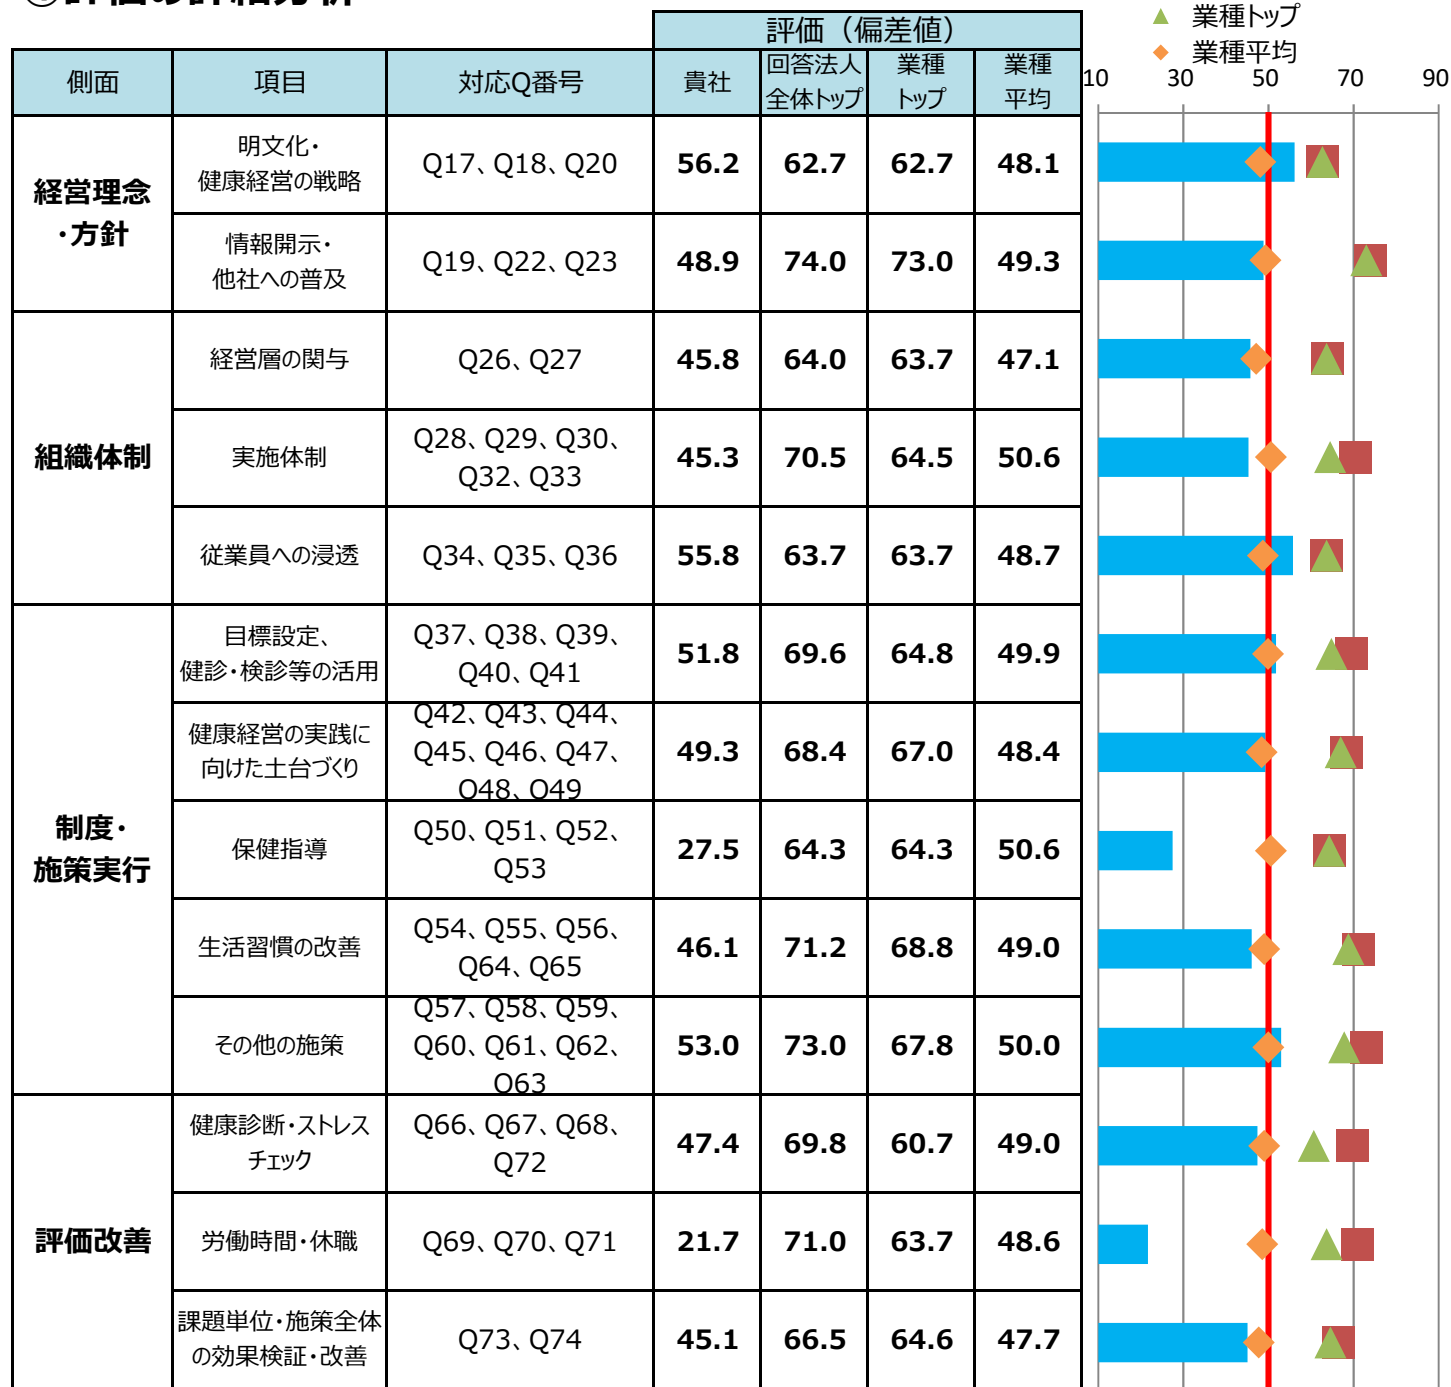 ①評価の詳細分析
▲ 業種トップ
◆ 業種平均
評価（偏差値）
側面 項目 対応Q番号 貴社 回答法人 業種 業種
全体トップ トップ 平均
10 30 50 70 90
経営理念
・方針
明文化・
健康経営の戦略
Q17、Q18、Q20 56.2 62.7 62.7 48.1
情報開示・
他社への普及
Q19、Q22、Q23 48.9 74.0 73.0 49.3
組織体制
経営層の関与 Q26、Q27 45.8 64.0 63.7 47.1
実施体制
Q28、Q29、Q30、
Q32、Q33
45.3 70.5 64.5 50.6
従業員への浸透 Q34、Q35、Q36 55.8 63.7 63.7 48.7
制度・
施策実行
目標設定、
健診・検診等の活用
Q37、Q38、Q39、
Q40、Q41
51.8 69.6 64.8 49.9
健康経営の実践に
向けた土台づくり
Q42、Q43、Q44、
Q45、Q46、Q47、
Q48、Q49
49.3 68.4 67.0 48.4
保健指導
Q50、Q51、Q52、
Q53
27.5 64.3 64.3 50.6
生活習慣の改善
Q54、Q55、Q56、
Q64、Q65
46.1 71.2 68.8 49.0
その他の施策
Q57、Q58、Q59、
Q60、Q61、Q62、
Q63
53.0 73.0 67.8 50.0
評価改善
健康診断・ストレス
チェック
Q66、Q67、Q68、
Q72
47.4 69.8 60.7 49.0
労働時間・休職 Q69、Q70、Q71 21.7 71.0 63.7 48.6
課題単位・施策全体
の効果検証・改善
Q73、Q74 45.1 66.5 64.6 47.7